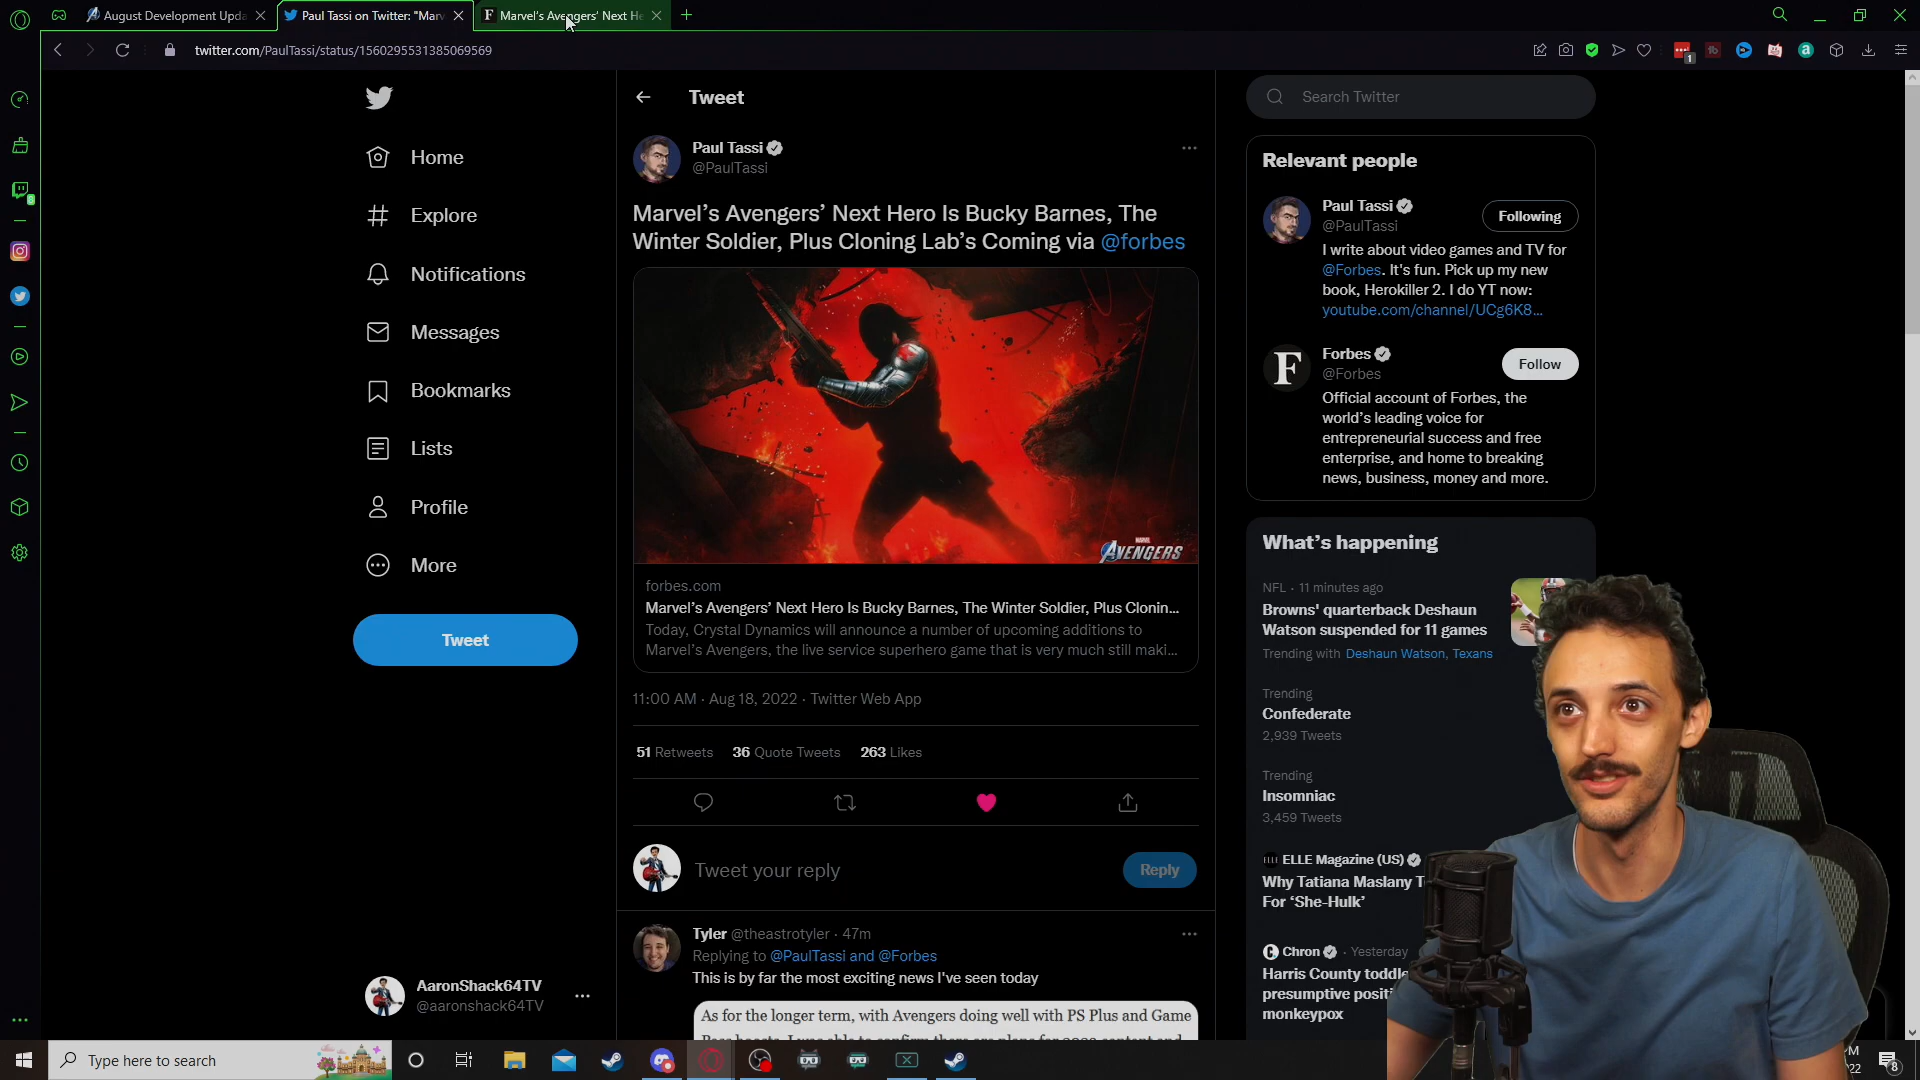 August Development Upda
Paul Tassi on Twitter: "Marv
Marvel's Avengers' Next He
twitter.com/PaulTassi/status/1560295531385069569
Home
Explore
Notifications
Messages
Bookmarks
Lists
Profile
More
Tweet
AaronShack64TV
@aaronshack64TV
Tweet
Paul Tassi
@PaulTassi
Marvel's Avengers' Next Hero Is Bucky Barnes, The
Winter Soldier, Plus Cloning Lab's Coming via @forbes
MARVEL
AVENGERS
forbes.com
Marvel's Avengers' Next Hero Is Bucky Barnes, The Winter Soldier, Plus Clonin...
Today, Crystal Dynamics will announce a number of upcoming additions to
Marvel's Avengers, the live service superhero game that is very much still maki...
11:00 AM · Aug 18, 2022 · Twitter Web App
51 Retweets 36 Quote Tweets 263 Likes
Tweet your reply
Reply
Tyler @theastrotyler · 47m
Replying to @PaulTassi and @Forbes
This is by far the most exciting news I've seen today
As for the longer term, with Avengers doing well with PS Plus and Game
Search Twitter
Relevant people
Paul Tassi
@PaulTassi
Following
I write about video games and TV for
@Forbes. It's fun. Pick up my new
book, Herokiller 2. I do YT now:
youtube.com/channel/UCg6K8...
Forbes
@Forbes
Follow
Official account of Forbes, the
world's leading voice for
entrepreneurial success and free
enterprise, and home to breaking
news, business, money and more.
What's happening
NFL · 11 minutes ago
Browns' quarterback Deshaun
Watson suspended for 11 games
Trending with Deshaun Watson, Texans
Trending
Confederate
2,939 Tweets
Trending
Insomniac
3,459 Tweets
ELLE Magazine (US)
Why Tatiana Maslany T
For 'She-Hulk'
Chron · Yesterday
Harris County toddle
presumptive positi
monkeypox
Type here to search
M
22
8